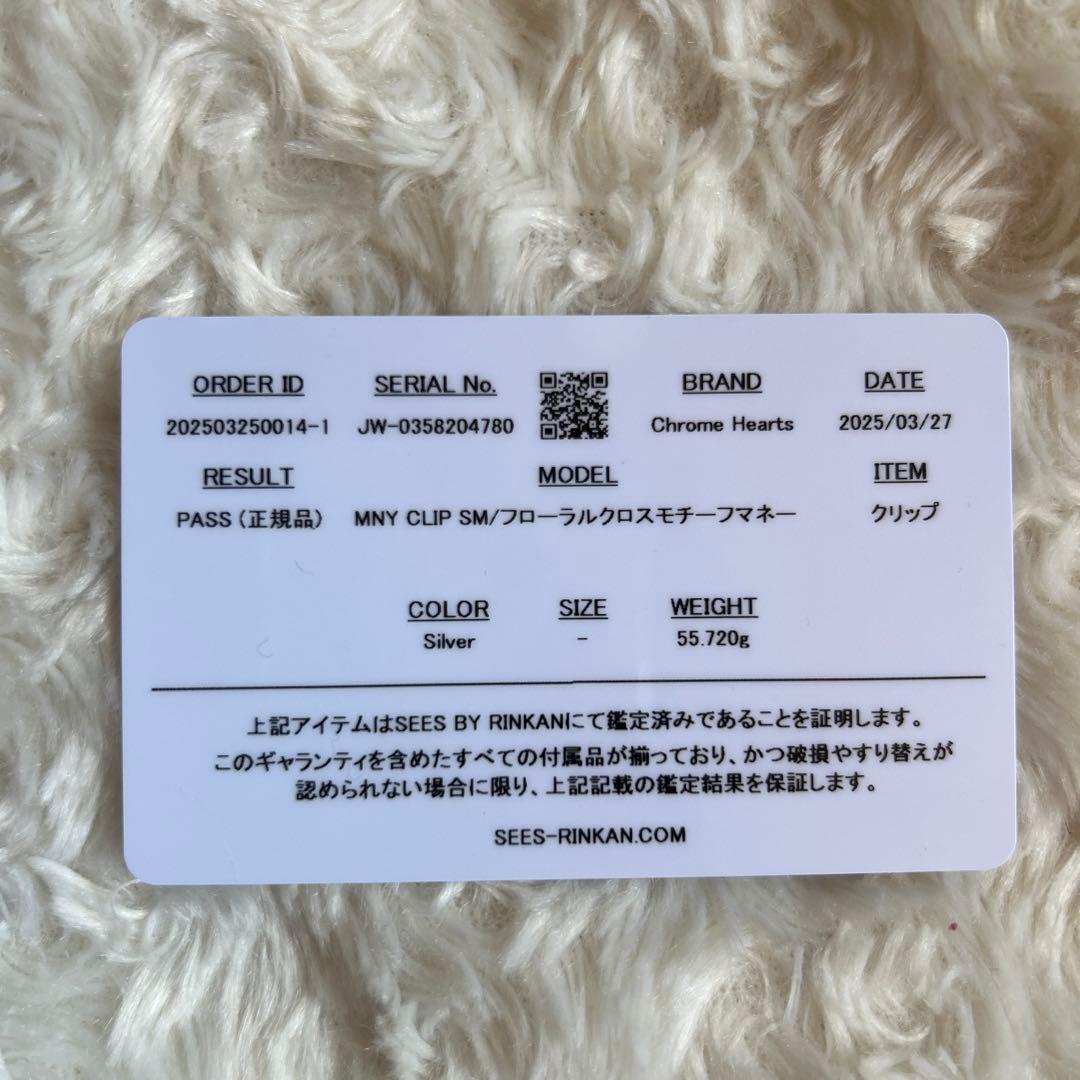 ORDER ID SERIAL No. BRAND DATE
202503250014-1 JW-0358204780 Chrome Hearts 2025/03/27
RESULT MODEL ITEM
PASS (正規品) MNY CLIP SM/フローラルクロスモチーフマネー クリップ
COLOR SIZE WEIGHT
Silver - 55.720g
上記アイテムはSEES BY RINKANにて鑑定済みであることを証明します。
このギャランティを含めたすべての付属品が揃っており、かつ破損やすり替えが
認められない場合に限り、上記記載の鑑定結果を保証します。
SEES-RINKAN.COM